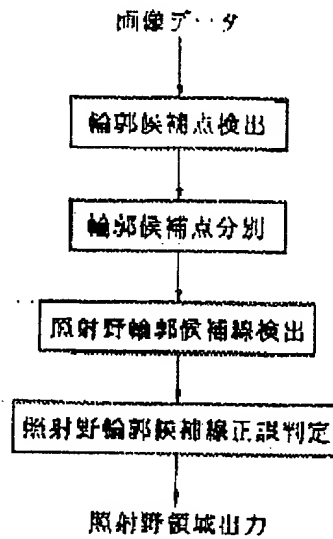 画像データ
輪郭候補点検出
輪郭候補点分別
照射野輪郭候補線検出
照射野輪郭候補線正誤判定
照射野領域出力